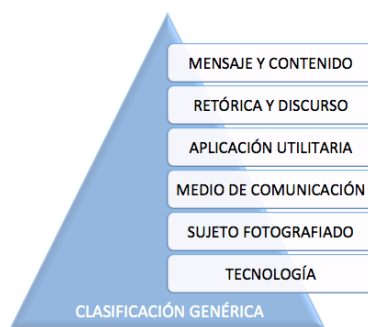 MENSAJE Y CONTENIDO
RETÓRICA Y DISCURSO
APLICACIÓN UTILITARIA
MEDIO DE COMUNICACIÓN
SUJETO FOTOGRAFIADO
TECNOLOGÍA
CLASIFICACIÓN GENÉRICA